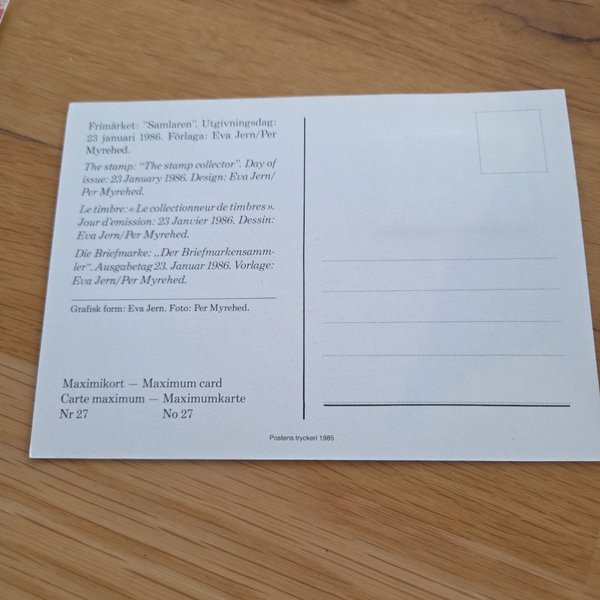 Frimärket: "Samlaren". Utgivningsdag:
23 januari 1986. Förlaga: Eva Jern/Per
Myrehed.
The stamp: "The stamp collector". Day of
issue: 23 January 1986. Design: Eva Jern/
Per Myrehed.
Le timbre: «Le collectionneur de timbres».
Jour d'emission: 23 Janvier 1986. Dessin:
Eva Jern/Per Myrehed.
Die Briefmarke: „Der Briefmarkensamm-
ler". Ausgabetag 23. Januar 1986. Vorlage:
Eva Jern/Per Myrehed.
Grafisk form: Eva Jern. Foto: Per Myrehed.
Maximikort — Maximum card
Carte maximum — Maximumkarte
Nr 27 No 27
Postens tryckeri 1985